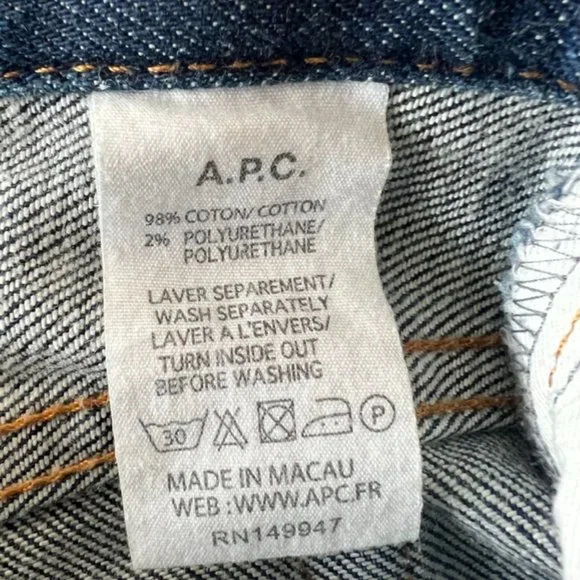 A.P.C.
98% COTON/ COTTON
2% POLYURETHANE/
POLYURETHANE
LAVER SEPAREMENT/
WASH SEPARATELY
LAVER A L'ENVERS/
TURN INSIDE OUT
BEFORE WASHING
30 P
MADE IN MACAU
WEB :WWW.APC.FR
RN149947